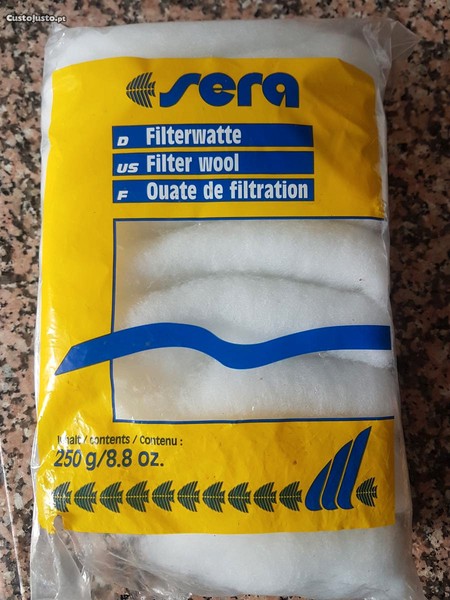 CustoJusto.pt
sera
D Filterwatte
US Filter wool
F Ouate de filtration
Inhalt / contents / Contenu :
250 g/8.8 oz.